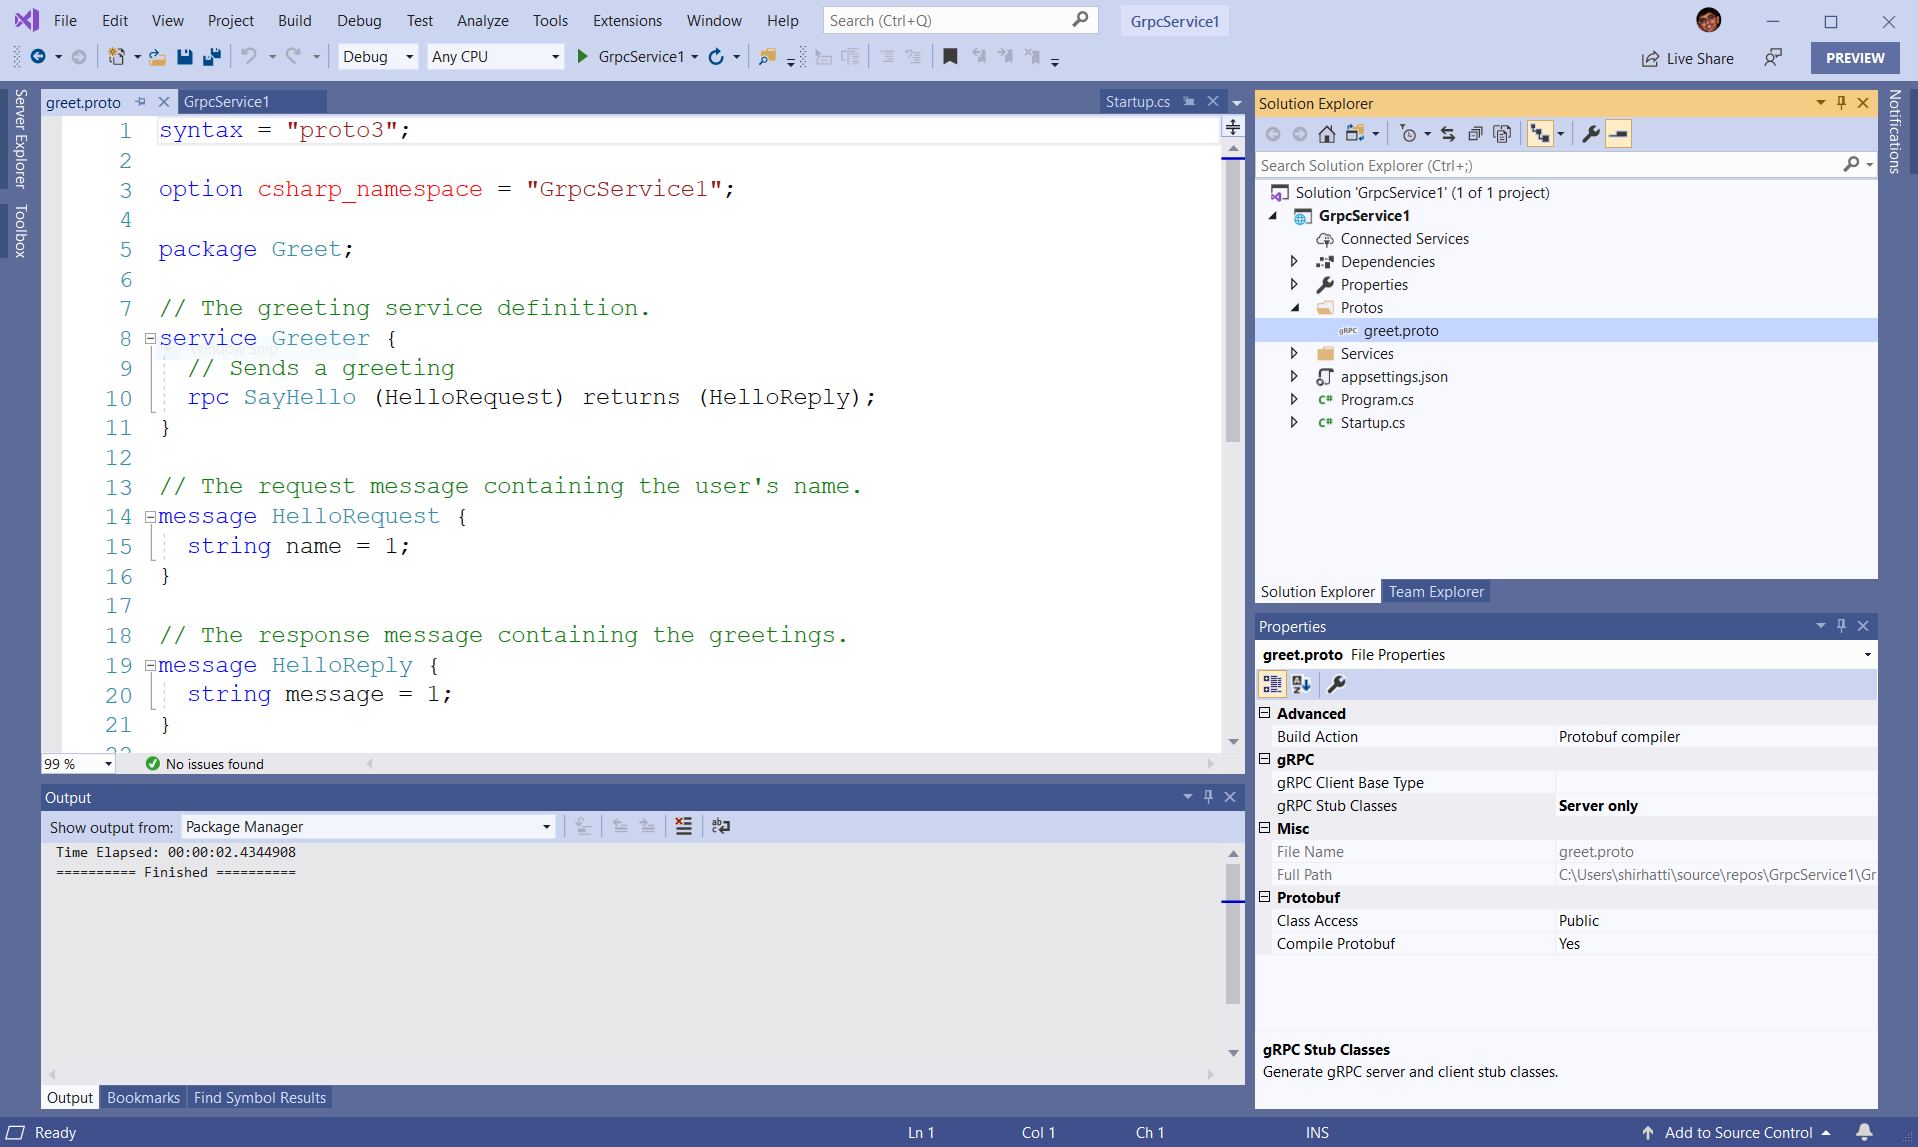 File Edit View Project Build Debug Test Analyze Tools Extensions Window Help Search (Ctrl+Q) GrpcService1
Debug Any CPU GrpcService1 Live Share PREVIEW
Server Explorer
Toolbox
greet.proto GrpcService1 Startup.cs
1 syntax = "proto3";
2
3 option csharp_namespace = "GrpcService1";
4
5 package Greet;
6
7 // The greeting service definition.
8 service Greeter {
Window Snip
9 // Sends a greeting
10 rpc SayHello (HelloRequest) returns (HelloReply);
11 }
12
13 // The request message containing the user's name.
14 message HelloRequest {
15 string name = 1;
16 }
17
18 // The response message containing the greetings.
19 message HelloReply {
20 string message = 1;
21 }
22
99 % No issues found
Output
Show output from: Package Manager
Time Elapsed: 00:00:02.4344908
========== Finished ==========
Output Bookmarks Find Symbol Results
Solution Explorer
Search Solution Explorer (Ctrl+;)
Solution 'GrpcService1' (1 of 1 project)
GrpcService1
Connected Services
Dependencies
Properties
Protos
gRPC greet.proto
Services
appsettings.json
C# Program.cs
C# Startup.cs
Solution Explorer Team Explorer
Properties
greet.proto File Properties
Advanced
Build Action Protobuf compiler
gRPC
gRPC Client Base Type
gRPC Stub Classes Server only
Misc
File Name greet.proto
Full Path C:\Users\shirhatti\source\repos\GrpcService1\Gr
Protobuf
Class Access Public
Compile Protobuf Yes
gRPC Stub Classes
Generate gRPC server and client stub classes.
Notifications
Ready Ln 1 Col 1 Ch 1 INS Add to Source Control